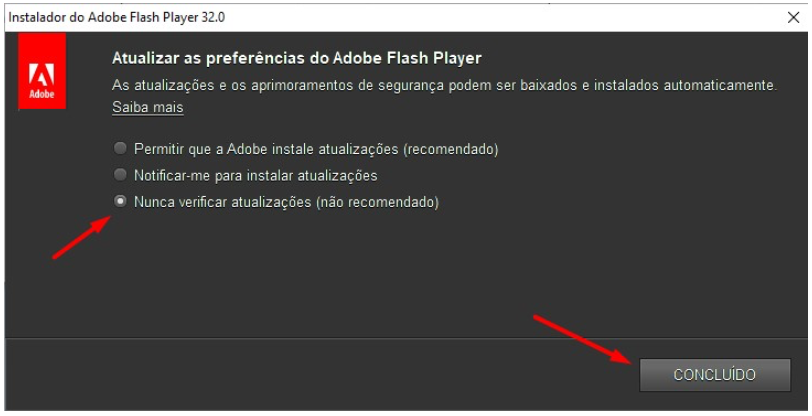 Instalador do Adobe Flash Player 32.0
Atualizar as preferências do Adobe Flash Player
As atualizações e os aprimoramentos de segurança podem ser baixados e instalados automaticamente.
Saiba mais
Adobe
Permitir que a Adobe instale atualizações (recomendado)
Notificar-me para instalar atualizações
Nunca verificar atualizações (não recomendado)
CONCLUÍDO